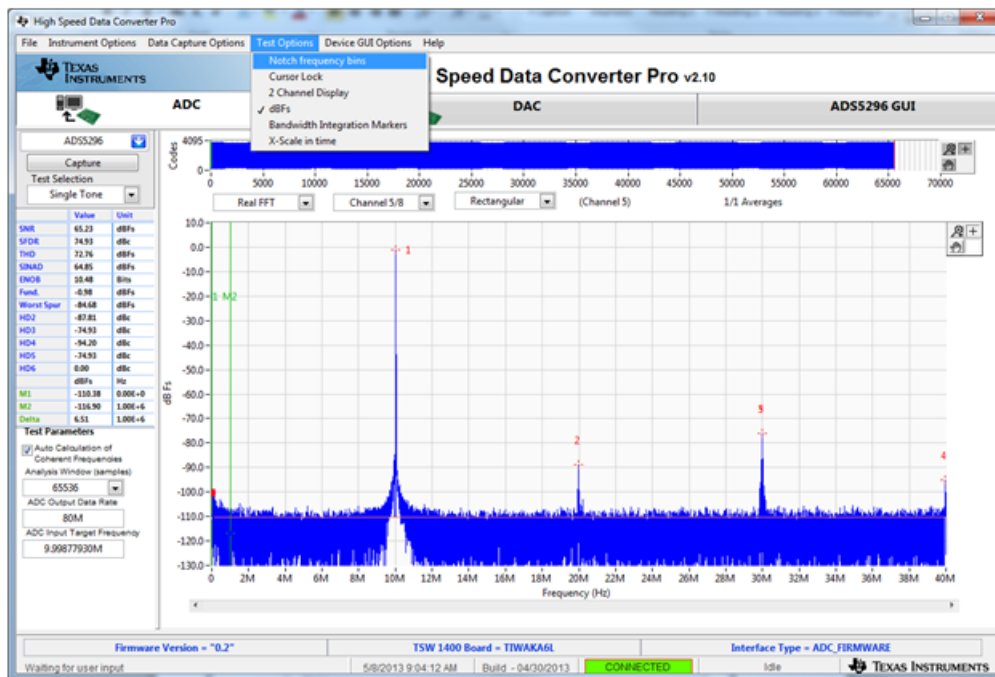 High Speed Data Converter Pro
File Instrument Options Data Capture Options Test Options Device GUI Options Help
TEXAS INSTRUMENTS
Speed Data Converter Pro v2.10
Notch frequency bins
Cursor Lock
2 Channel Display
✓ dBFs
Bandwidth Integration Markers
X-Scale in time
ADC DAC ADS5296 GUI
ADS5296
Capture
Test Selection
Single Tone
Value Unit
SNR 65.23 dBFs
SFDR 74.93 dBc
THD 72.76 dBFs
SINAD 64.85 dBFs
ENOB 10.48 Bits
Fund. -0.98 dBFs
Worst Spur -84.68 dBFs
HD2 -87.81 dBc
HD3 -74.93 dBc
HD4 -94.20 dBc
HD5 -74.93 dBc
HD6 0.00 dBc
dBFs Hz
M1 -110.38 0.00E+0
M2 -116.90 1.00E+6
Delta 6.51 1.00E+6
Test Parameters
Auto Calculation of
Coherent Frequencies
Analysis Window (samples)
65536
ADC Output Data Rate
80M
ADC Input Target Frequency
9.99877930M
Codes
4095
0
0 5000 10000 15000 20000 25000 30000 35000 40000 45000 50000 55000 60000 65000 70000
Real FFT Channel 5/8 Rectangular (Channel 5) 1/1 Averages
dBFs
10.0
0.0
-10.0
-20.0
-30.0
-40.0
-50.0
-60.0
-70.0
-80.0
-90.0
-100.0
-110.0
-120.0
-130.0
1 M2
1
2
4
0 2M 4M 6M 8M 10M 12M 14M 16M 18M 20M 22M 24M 26M 28M 30M 32M 34M 36M 38M 40M
Frequency (Hz)
Firmware Version = "0.2" TSW 1400 Board = TIWAKA6L Interface Type = ADC_FIRMWARE
Waiting for user input 5/8/2013 9:04:12 AM Build - 04/30/2013 CONNECTED Idle TEXAS INSTRUMENTS